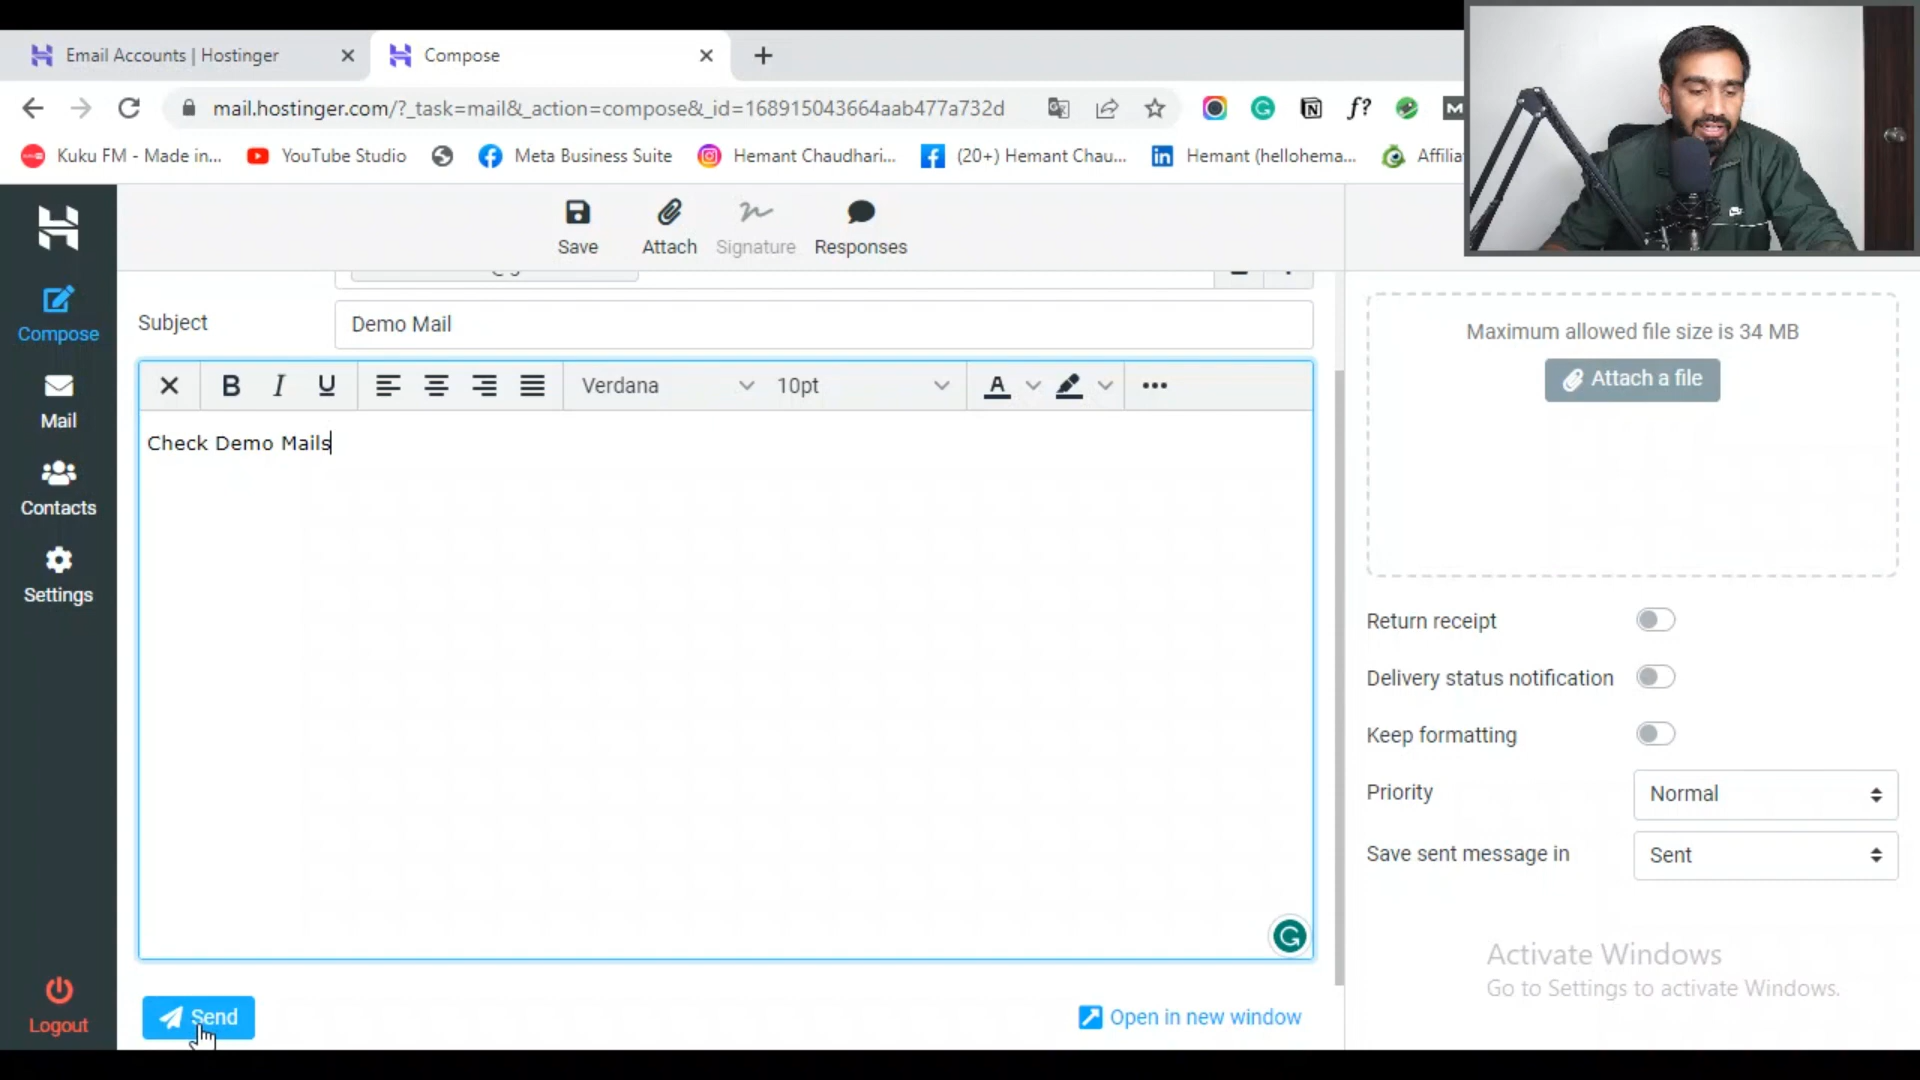 Email Accounts | Hostinger
Compose
mail.hostinger.com/?_task=mail&_action=compose&_id=168915043664aab477a732d
f?
M
Kuku FM - Made in...
YouTube Studio
Meta Business Suite
Hemant Chaudhari...
(20+) Hemant Chau...
Hemant (hellohema...
Affilia
Save
Attach
Signature
Responses
Compose
Mail
Contacts
Settings
Logout
Subject
Demo Mail
B I U
Verdana
10pt
A
Check Demo Mails
Send
Open in new window
Maximum allowed file size is 34 MB
Attach a file
Return receipt
Delivery status notification
Keep formatting
Priority
Normal
Save sent message in
Sent
Activate Windows
Go to Settings to activate Windows.